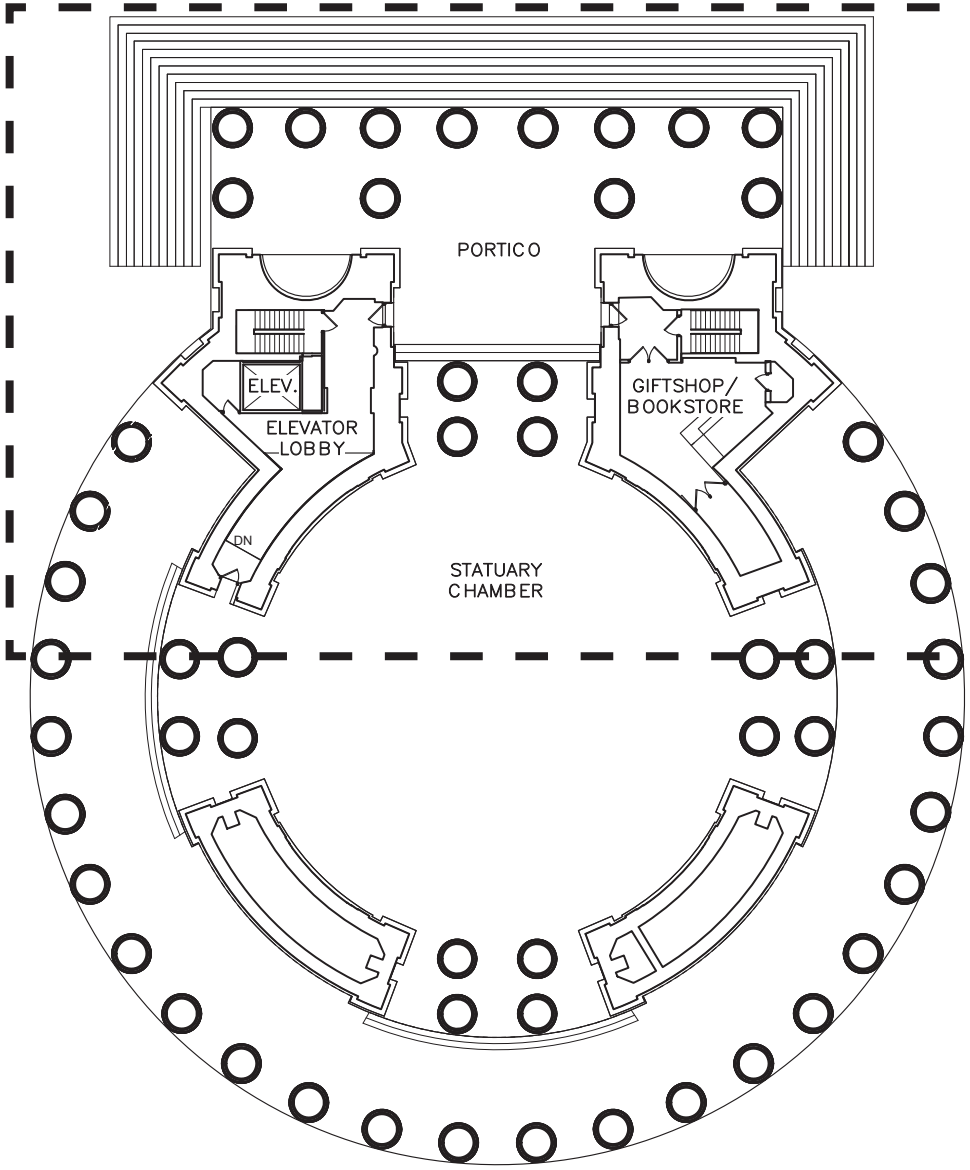 PORTICO
ELEV.
GIFTSHOP/
BOOKSTORE
ELEVATOR
LOBBY
DN
STATUARY
CHAMBER